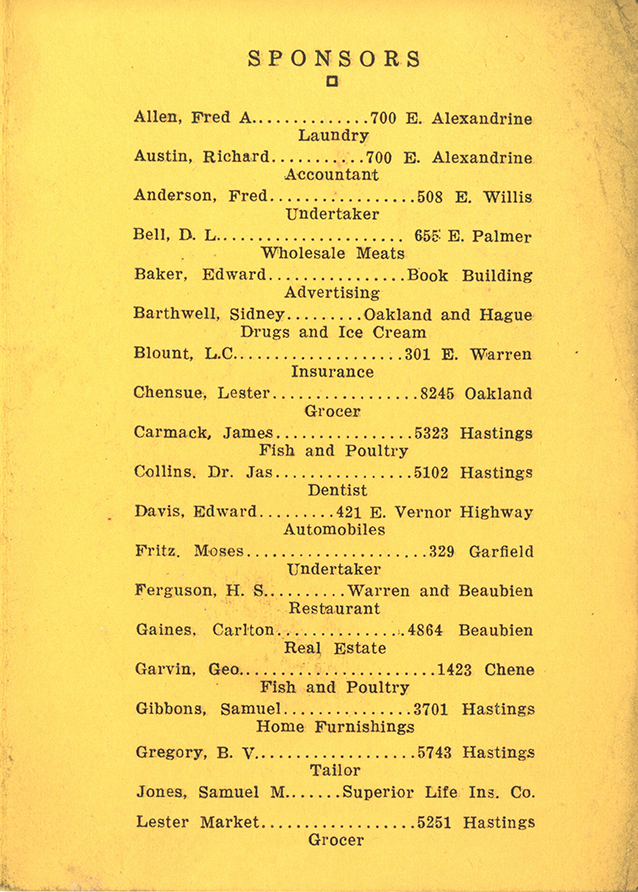 SPONSORS
Allen, Fred A..............700 E. Alexandrine
Laundry
Austin, Richard...........700 E. Alexandrine
Accountant
Anderson, Fred.................508 E. Willis
Undertaker
Bell, D. L...................... 655 E. Palmer
Wholesale Meats
Baker, Edward................Book Building
Advertising
Barthwell, Sidney.........Oakland and Hague
Drugs and Ice Cream
Blount, L.C....................301 E. Warren
Insurance
Chensue, Lester.................8245 Oakland
Grocer
Carmack, James................5323 Hastings
Fish and Poultry
Collins. Dr. Jas................5102 Hastings
Dentist
Davis, Edward.........421 E. Vernor Highway
Automobiles
Fritz. Moses.....................329 Garfield
Undertaker
Ferguson, H. S..........Warren and Beaubien
Restaurant
Gaines, Carlton...............4864 Beaubien
Real Estate
Garvin, Geo.......................1423 Chene
Fish and Poultry
Gibbons, Samuel...............3701 Hastings
Home Furnishings
Gregory, B. V...................5743 Hastings
Tailor
Jones, Samuel M.......Superior Life Ins. Co.
Lester Market..................5251 Hastings
Grocer